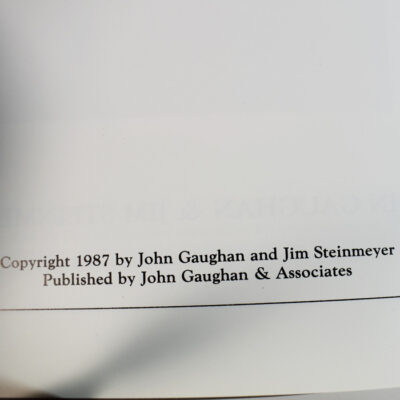 Copyright 1987 by John Gaughan and Jim Steinmeyer
Published by John Gaughan & Associates